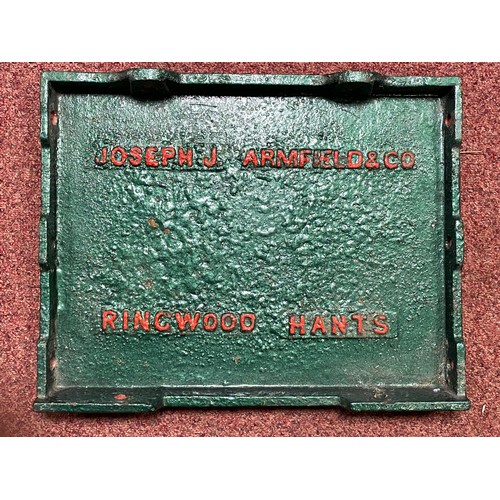 JOSEPH J ARMFIELD & CO
RINGWOOD HANTS